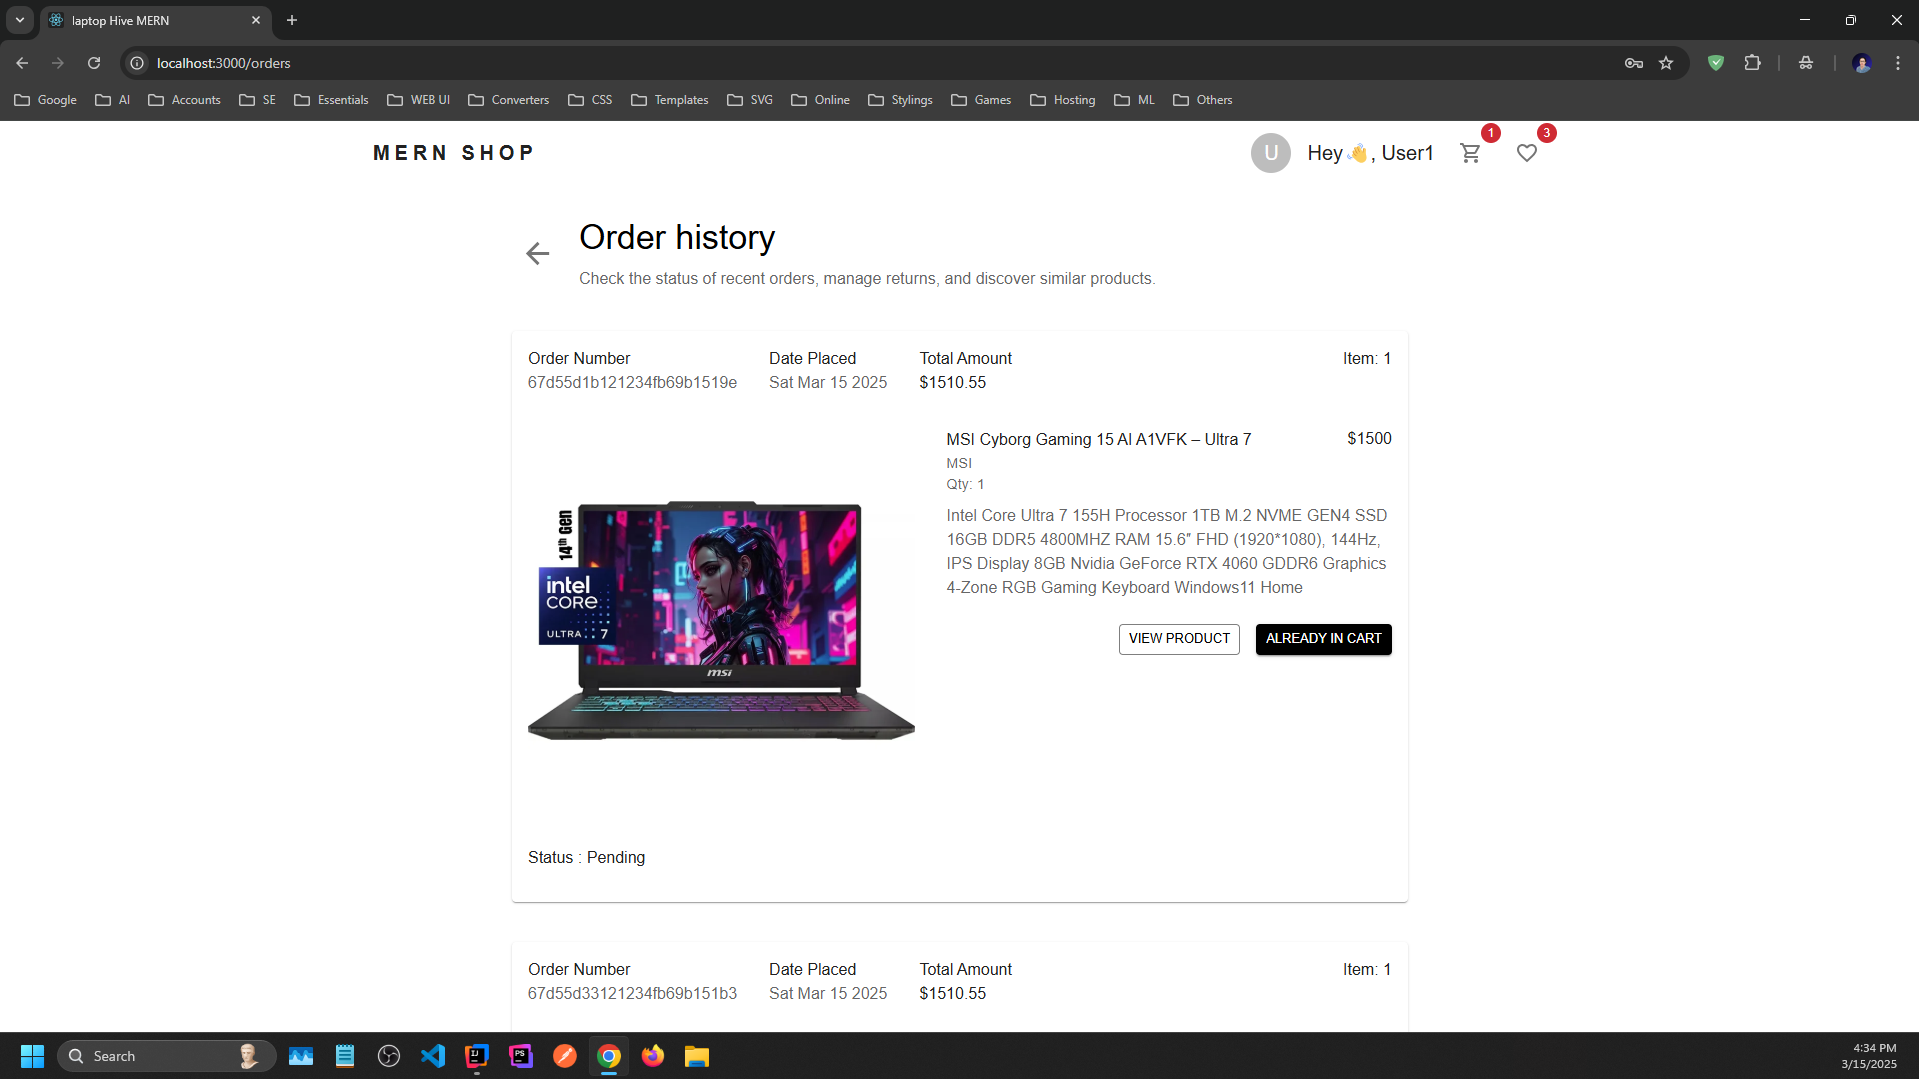 laptop Hive MERN
localhost:3000/orders
Google AI Accounts SE Essentials WEB UI Converters CSS Templates SVG Online Stylings Games Hosting ML Others
MERN SHOP
U Hey👋, User1 1 3
Order history
Check the status of recent orders, manage returns, and discover similar products.
Order Number Date Placed Total Amount Item: 1
67d55d1b121234fb69b1519e Sat Mar 15 2025 $1510.55
MSI Cyborg Gaming 15 AI A1VFK – Ultra 7 $1500
MSI
Qty: 1
Intel Core Ultra 7 155H Processor 1TB M.2 NVME GEN4 SSD
16GB DDR5 4800MHZ RAM 15.6″ FHD (1920*1080), 144Hz,
IPS Display 8GB Nvidia GeForce RTX 4060 GDDR6 Graphics
4-Zone RGB Gaming Keyboard Windows11 Home
VIEW PRODUCT ALREADY IN CART
14th Gen
intel
CORE
ULTRA 7
msi
Status : Pending
Order Number Date Placed Total Amount Item: 1
67d55d33121234fb69b151b3 Sat Mar 15 2025 $1510.55
Search
IJ
PS
4:34 PM
3/15/2025